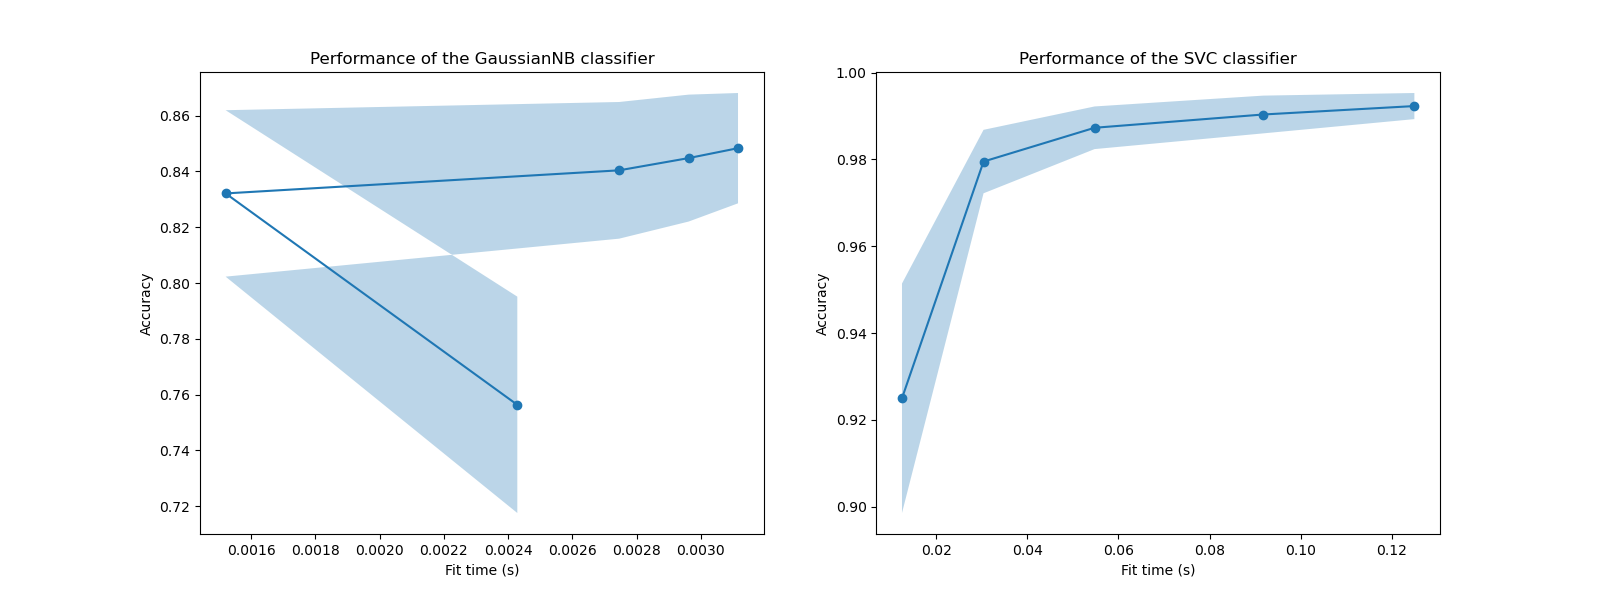 Performance of the GaussianNB classifier
0.86
0.84
0.82
0.80
0.78
0.76
0.74
0.72
Accuracy
0.0016 0.0018 0.0020 0.0022 0.0024 0.0026 0.0028 0.0030
Fit time (s)
Performance of the SVC classifier
1.00
0.98
0.96
0.94
0.92
0.90
Accuracy
0.02 0.04 0.06 0.08 0.10 0.12
Fit time (s)